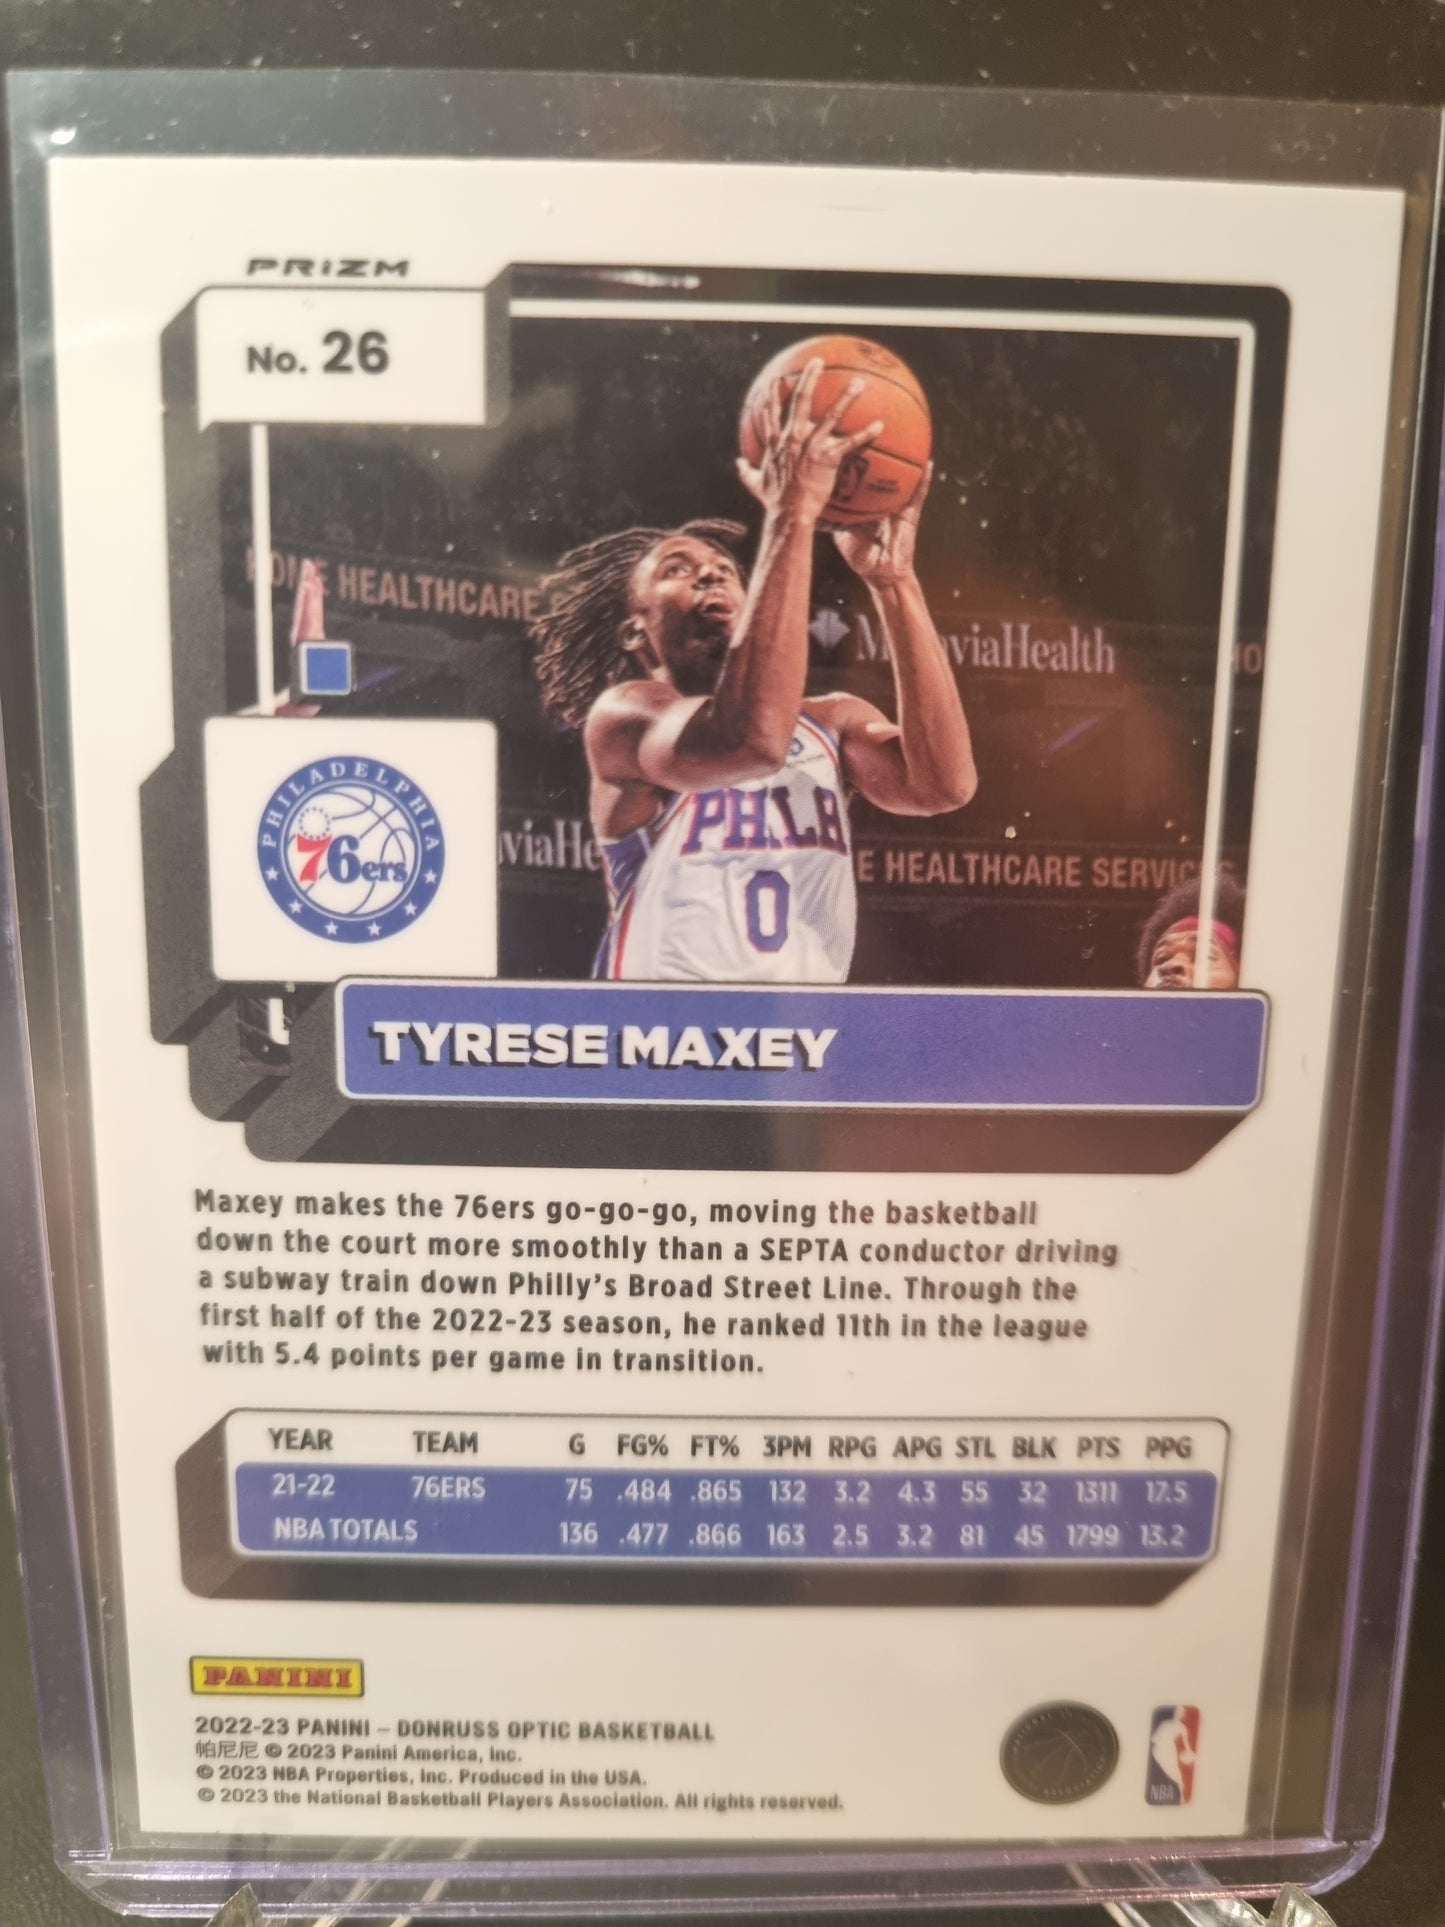 PRIZM
No. 26
HOME HEALTHCARE
viaHealth
HO
PHILADELPHIA
76ers
viaHe
PHILA
0
E HEALTHCARE SERVICES
TYRESE MAXEY
Maxey makes the 76ers go-go-go, moving the basketball
down the court more smoothly than a SEPTA conductor driving
a subway train down Philly's Broad Street Line. Through the
first half of the 2022-23 season, he ranked 11th in the league
with 5.4 points per game in transition.
YEAR TEAM G FG% FT% 3PM RPG APG STL BLK PTS PPG
21-22 76ERS 75 .484 .865 132 3.2 4.3 55 32 1311 17.5
NBA TOTALS 136 .477 .866 163 2.5 3.2 81 45 1799 13.2
PANINI
2022-23 PANINI – DONRUSS OPTIC BASKETBALL
帕尼尼 © 2023 Panini America, Inc.
© 2023 NBA Properties, Inc. Produced in the USA.
© 2023 the National Basketball Players Association. All rights reserved.
NBA